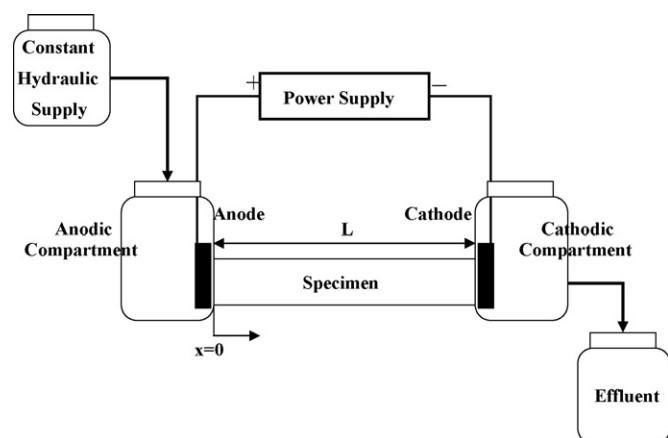 Constant
Hydraulic
Supply
+
Power Supply
−
Anodic
Compartment
Anode
Cathode
Cathodic
Compartment
L
Specimen
x=0
Effluent